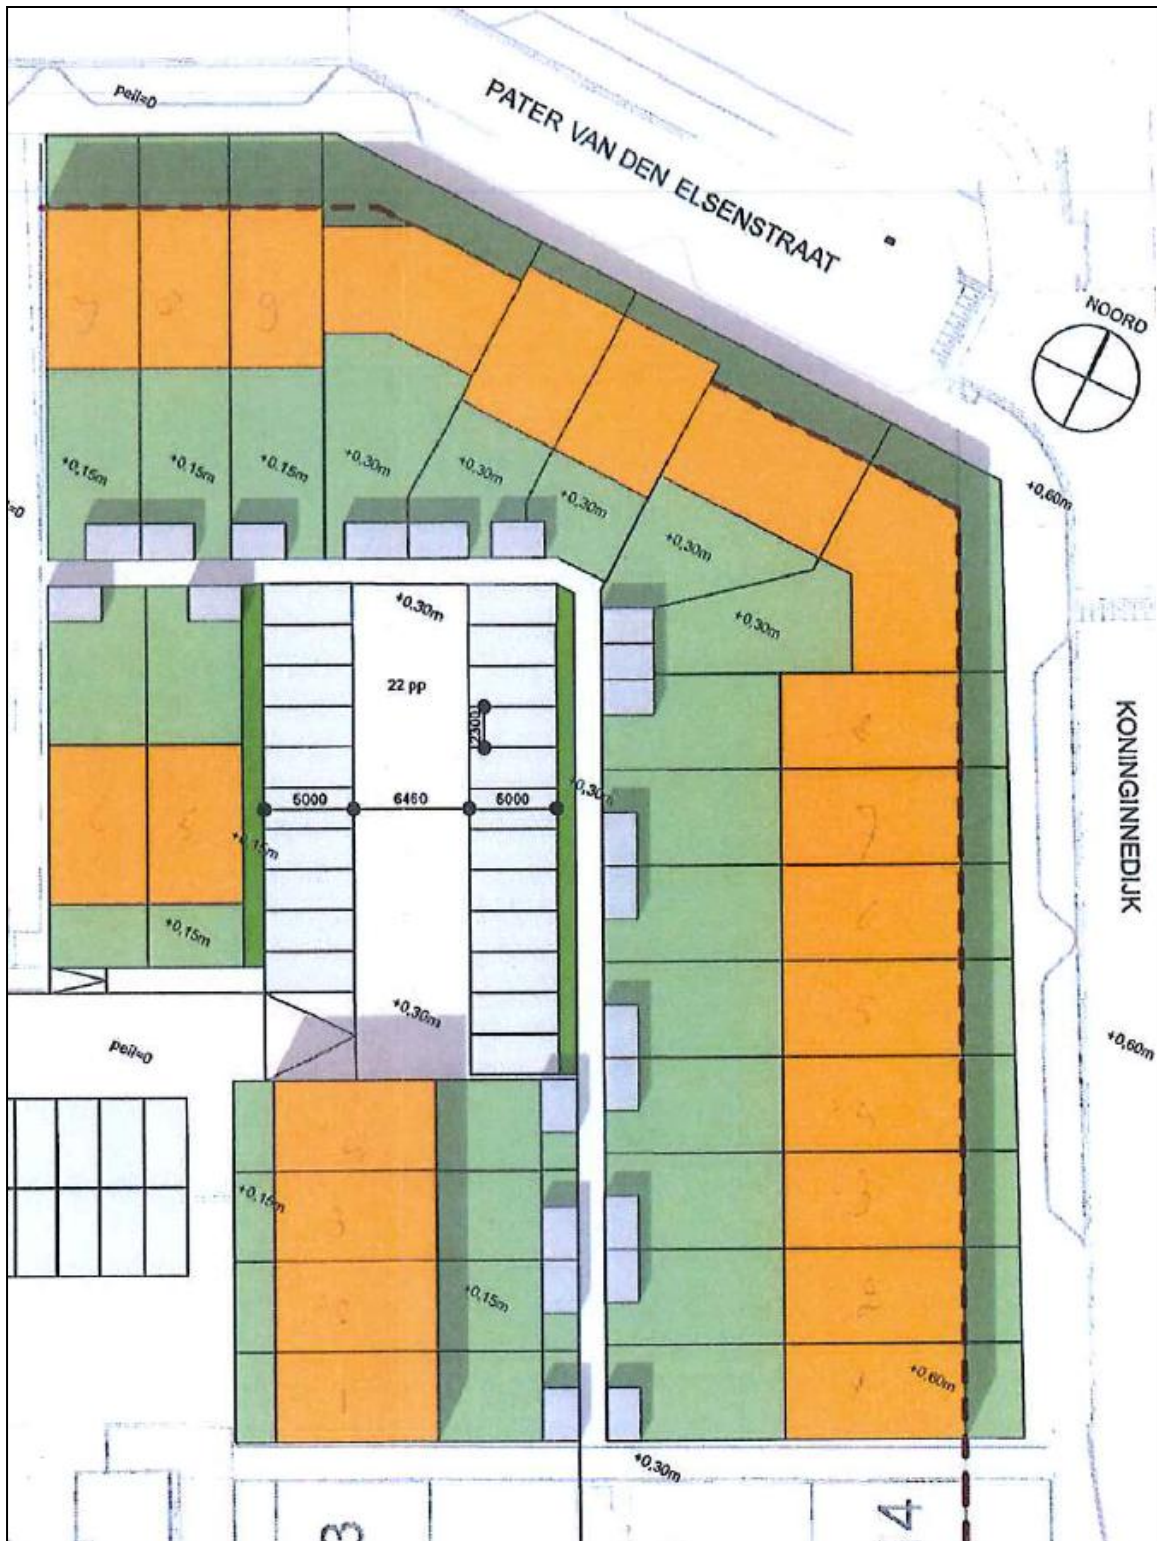 peil=0
PATER VAN DEN ELSENSTRAAT
NOORD
+0,15m
+0,15m
+0,15m
+0,30m
+0,30m
+0,30m
+0,60m
+0,30m
+0,30m
+0,30m
22 pp
2300
5000
6460
5000
+0,30m
+0,15m
+0,15m
KONINGINNEDIJK
+0,30m
peil=0
+0,60m
+0,15m
+0,15m
+0,60m
+0,30m
3